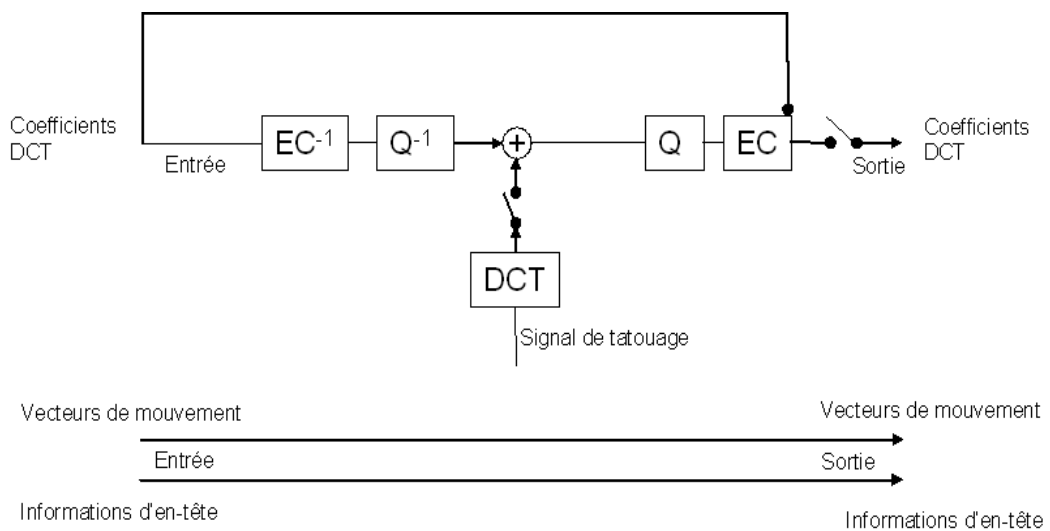 Coefficients
DCT
Entrée
EC-1
Q-1
+
Q
EC
Sortie
Coefficients
DCT
DCT
Signal de tatouage
Vecteurs de mouvement
Vecteurs de mouvement
Entrée
Sortie
Informations d'en-tête
Informations d'en-tête